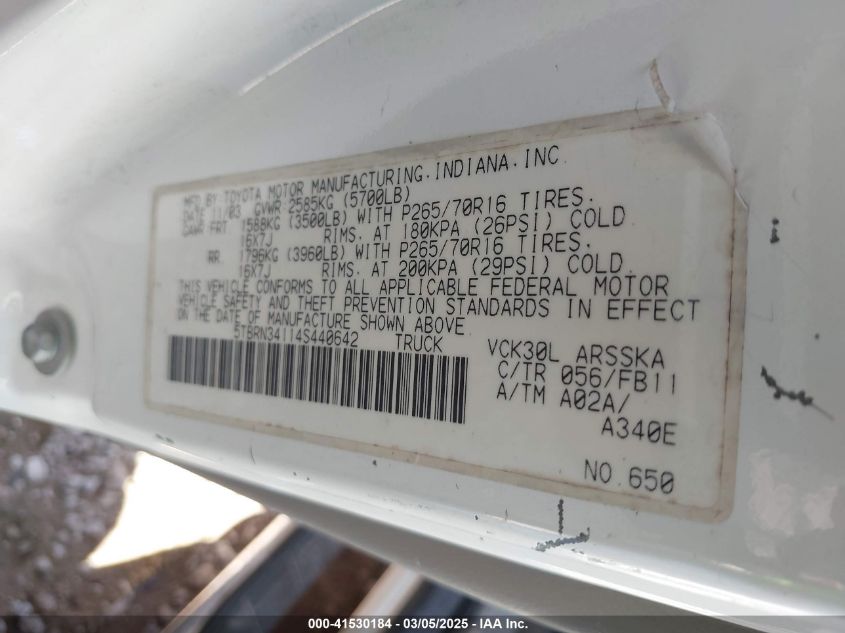 MFD.BY:TOYOTA MOTOR MANUFACTURING.INDIANA.INC.
DATE 11/03 GVWR 2585KG (5700LB)
GAWR FRT 1588KG (3500LB) WITH P265/70R16 TIRES.
16X7J RIMS. AT 180KPA (26PSI) COLD
RR 1796KG (3960LB) WITH P265/70R16 TIRES.
16X7J RIMS. AT 200KPA (29PSI) COLD.
THIS VEHICLE CONFORMS TO ALL APPLICABLE FEDERAL MOTOR
VEHICLE SAFETY AND THEFT PREVENTION STANDARDS IN EFFECT
ON THE DATE OF MANUFACTURE SHOWN ABOVE.
5TBRN34114S440642 TRUCK
VCK30L ARSSKA
C/TR 056/FB11
A/TM A02A/
A340E
NO.650
000-41530184 — 03/05/2025 — IAA Inc.